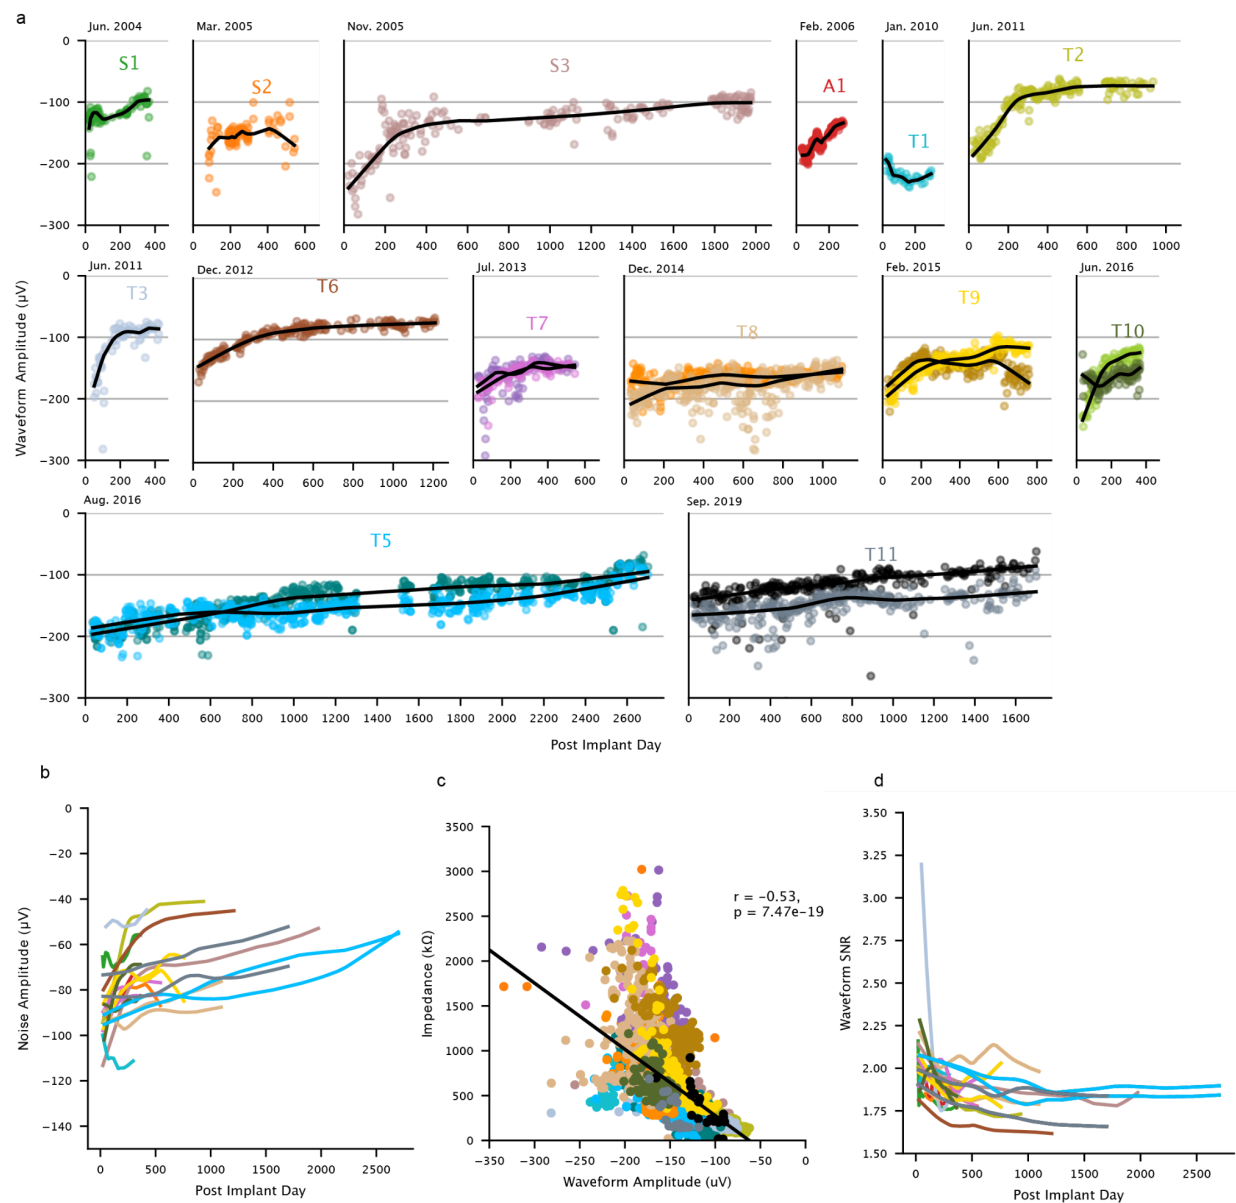 a
Jun. 2004
Mar. 2005
Nov. 2005
Feb. 2006
Jan. 2010
Jun. 2011
S1
S2
S3
A1
T1
T2
0
−100
−200
−300
0 200 400
0 200 400 600
0 200 400 600 800 1000 1200 1400 1600 1800 2000
0 200
0 200
0 200 400 600 800 1000
Jun. 2011
Dec. 2012
Jul. 2013
Dec. 2014
Feb. 2015
Jun. 2016
T3
T6
T7
T8
T9
T10
Waveform Amplitude (µV)
0
−100
−200
−300
0 200 400
0 200 400 600 800 1000 1200
0 200 400 600
0 200 400 600 800 1000
0 200 400 600 800
0 200 400
Aug. 2016
Sep. 2019
T5
T11
0
−100
−200
−300
0 200 400 600 800 1000 1200 1400 1600 1800 2000 2200 2400 2600
0 200 400 600 800 1000 1200 1400 1600
Post Implant Day
b
Noise Amplitude (µV)
0
−20
−40
−60
−80
−100
−120
−140
0 500 1000 1500 2000 2500
Post Implant Day
c
Impedance (kΩ)
3500
3000
2500
2000
1500
1000
500
0
r = −0.53,
p = 7.47e−19
−350 −300 −250 −200 −150 −100 −50 0
Waveform Amplitude (uV)
d
Waveform SNR
3.50
3.25
3.00
2.75
2.50
2.25
2.00
1.75
1.50
0 500 1000 1500 2000 2500
Post Implant Day